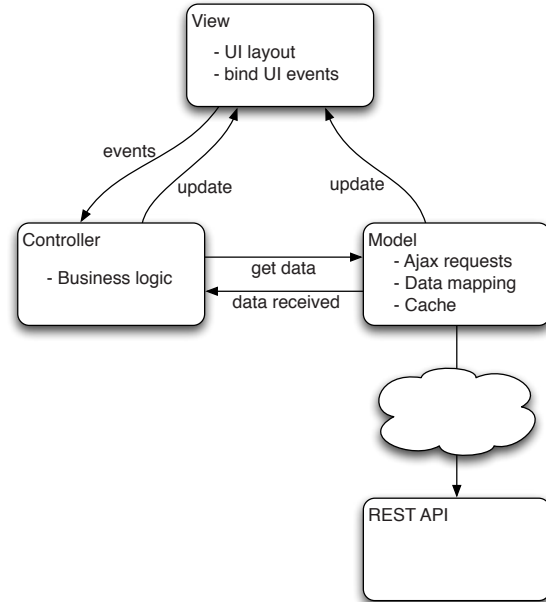 View
- UI layout
- bind UI events
events
update
update
Controller
- Business logic
get data
data received
Model
- Ajax requests
- Data mapping
- Cache
REST API